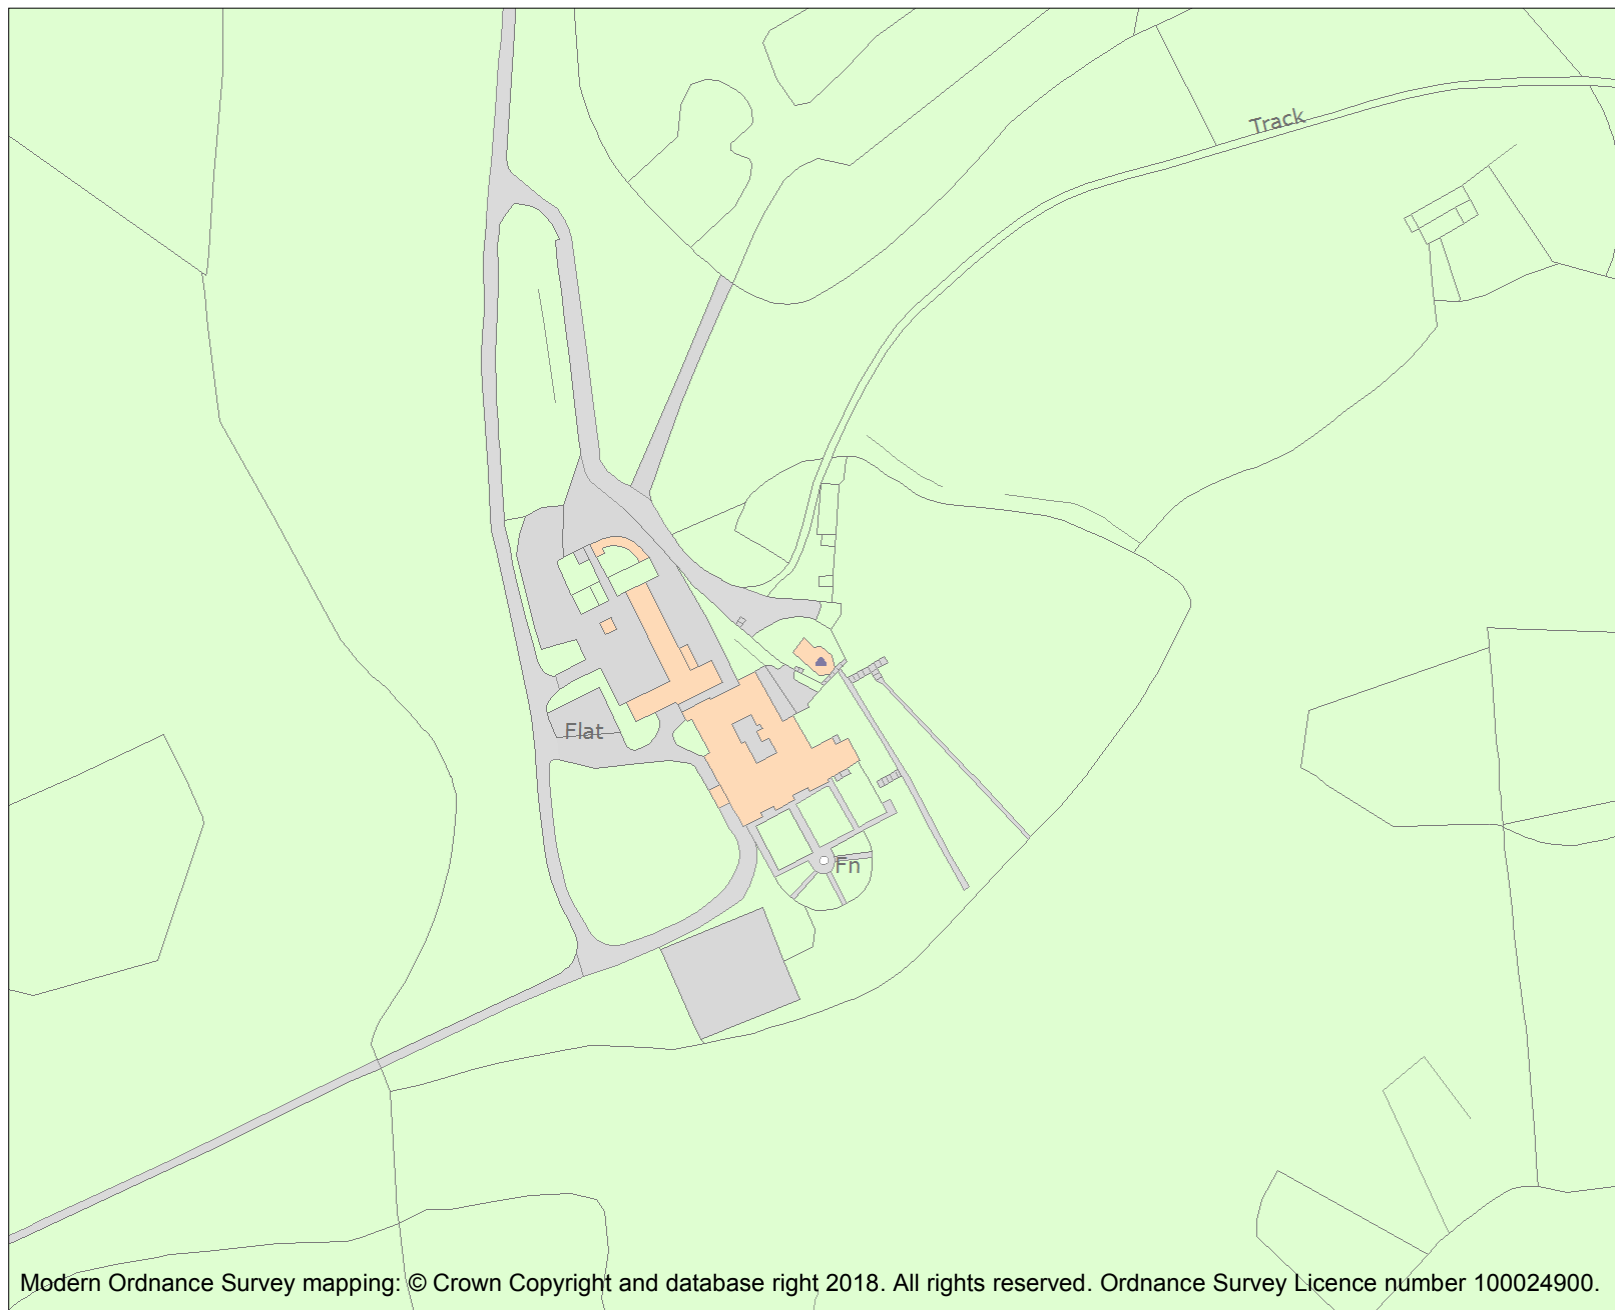 Track
Flat
Fn
Modern Ordnance Survey mapping: © Crown Copyright and database right 2018. All rights reserved. Ordnance Survey Licence number 100024900.